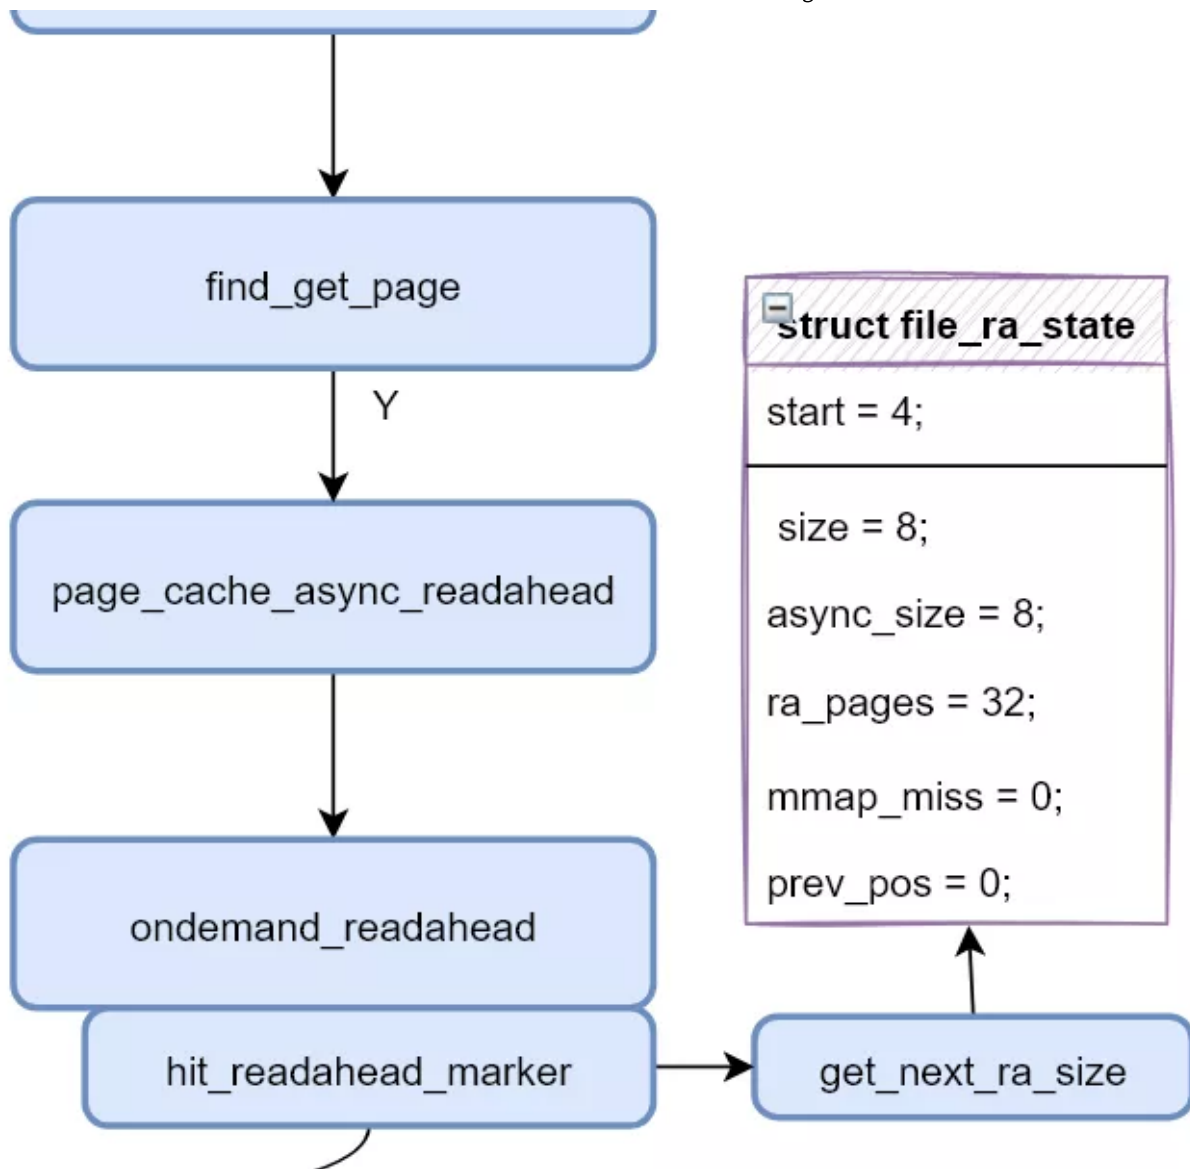 find_get_page
Y
page_cache_async_readahead
ondemand_readahead
hit_readahead_marker
struct file_ra_state
start = 4;
size = 8;
async_size = 8;
ra_pages = 32;
mmap_miss = 0;
prev_pos = 0;
get_next_ra_size